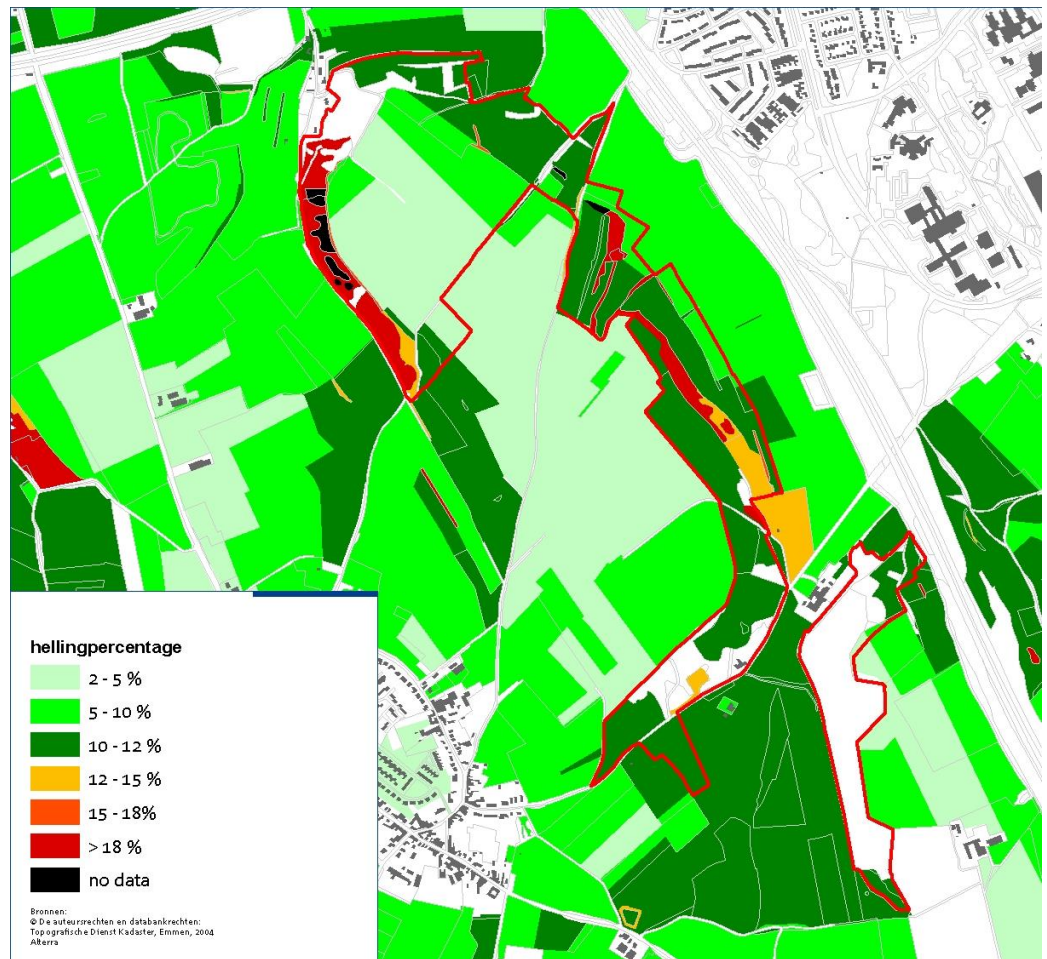 hellingpercentage
2 - 5 %
5 - 10 %
10 - 12 %
12 - 15 %
15 - 18%
> 18 %
no data
Bronnen:
© De auteursrechten en databankrechten:
Topografische Dienst Kadaster, Emmen, 2004
Alterra